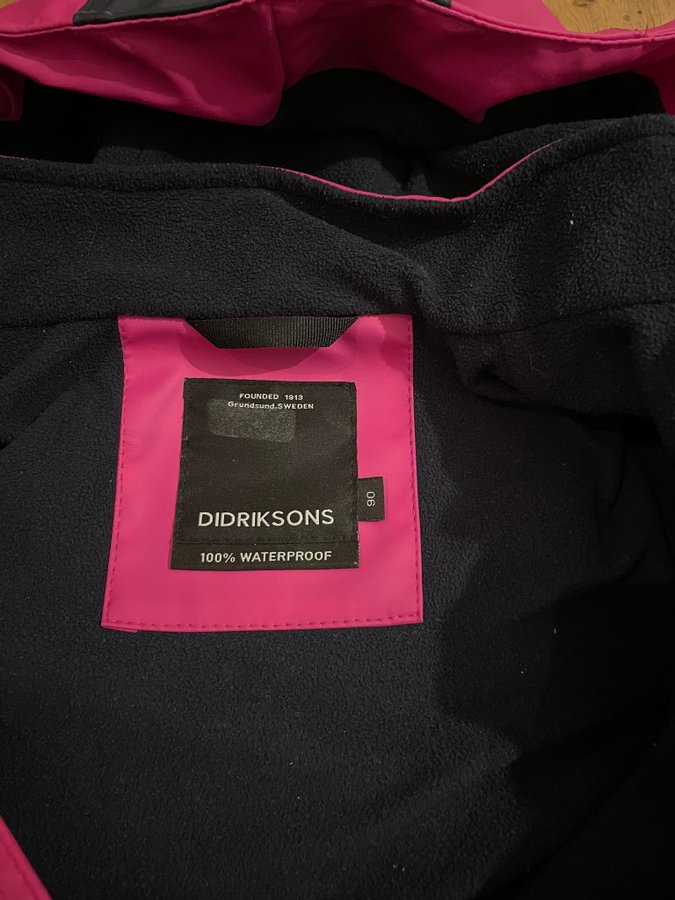 FOUNDED 1913
Grundsund, SWEDEN
DIDRIKSONS
90
100% WATERPROOF